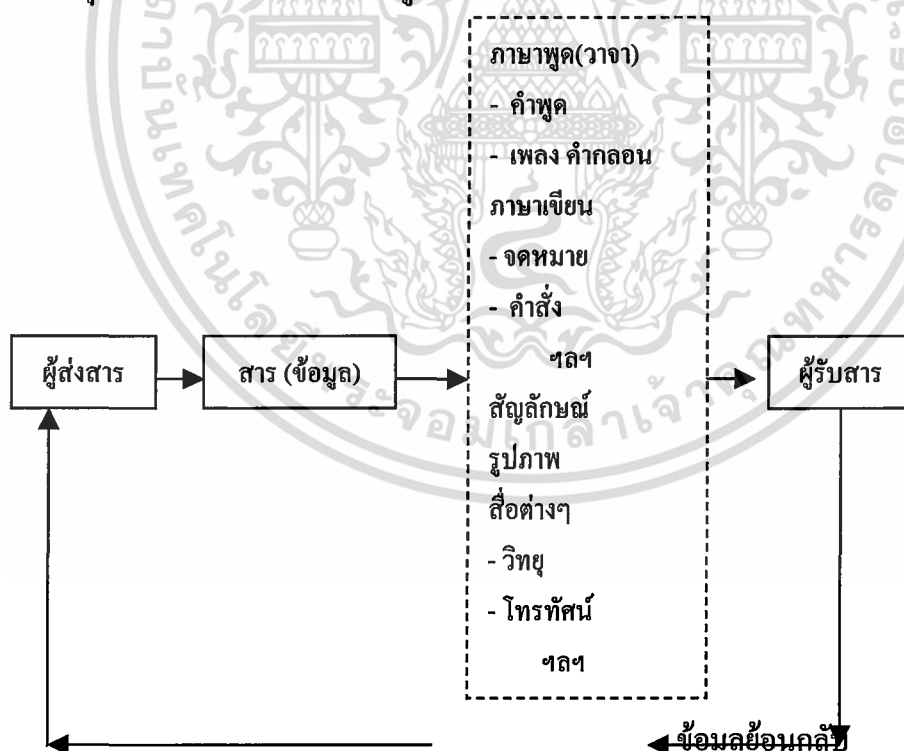 ภาษาพูด(วาจา)
- คำพูด
- เพลง คำกลอน
ภาษาเขียน
- จดหมาย
- คำสั่ง
ฯลฯ
สัญลักษณ์
รูปภาพ
สื่อต่างๆ
- วิทยุ
- โทรทัศน์
ฯลฯ
ผู้ส่งสาร
สาร (ข้อมูล)
ผู้รับสาร
ข้อมูลย้อนกลับ